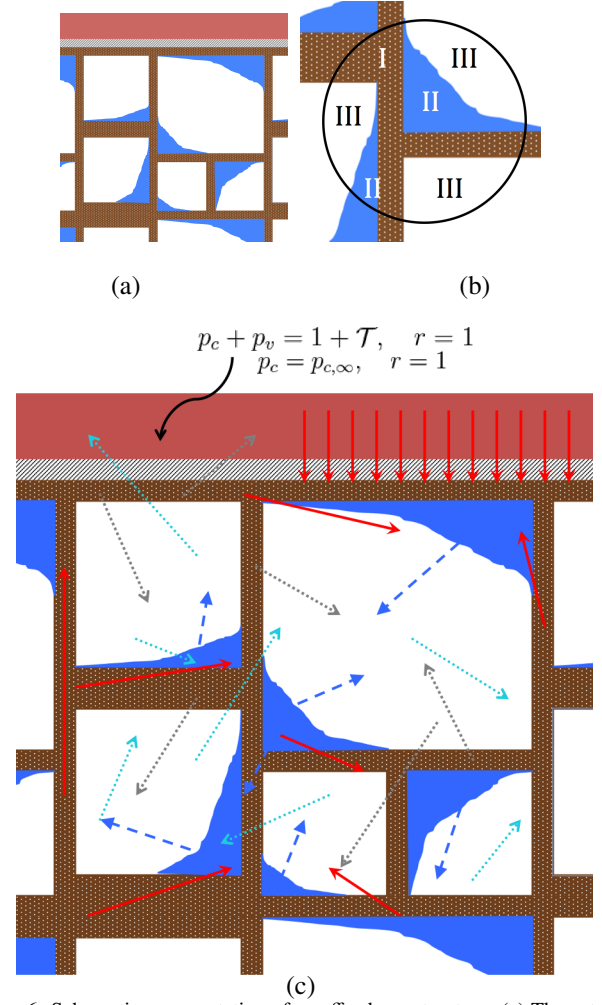 I
III
III
II
II
III
(a)
(b)
p_c + p_v = 1 + 𝒯, r = 1
p_c = p_{c,∞}, r = 1
(c)